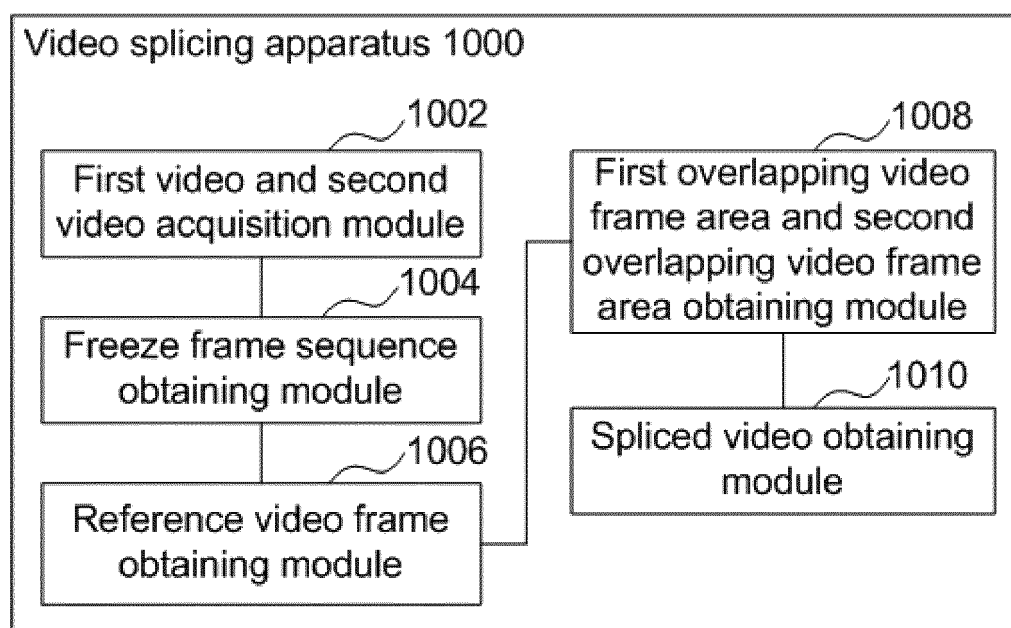 Video splicing apparatus 1000
1002
First video and second
video acquisition module
1004
Freeze frame sequence
obtaining module
1006
Reference video frame
obtaining module
1008
First overlapping video
frame area and second
overlapping video frame
area obtaining module
1010
Spliced video obtaining
module